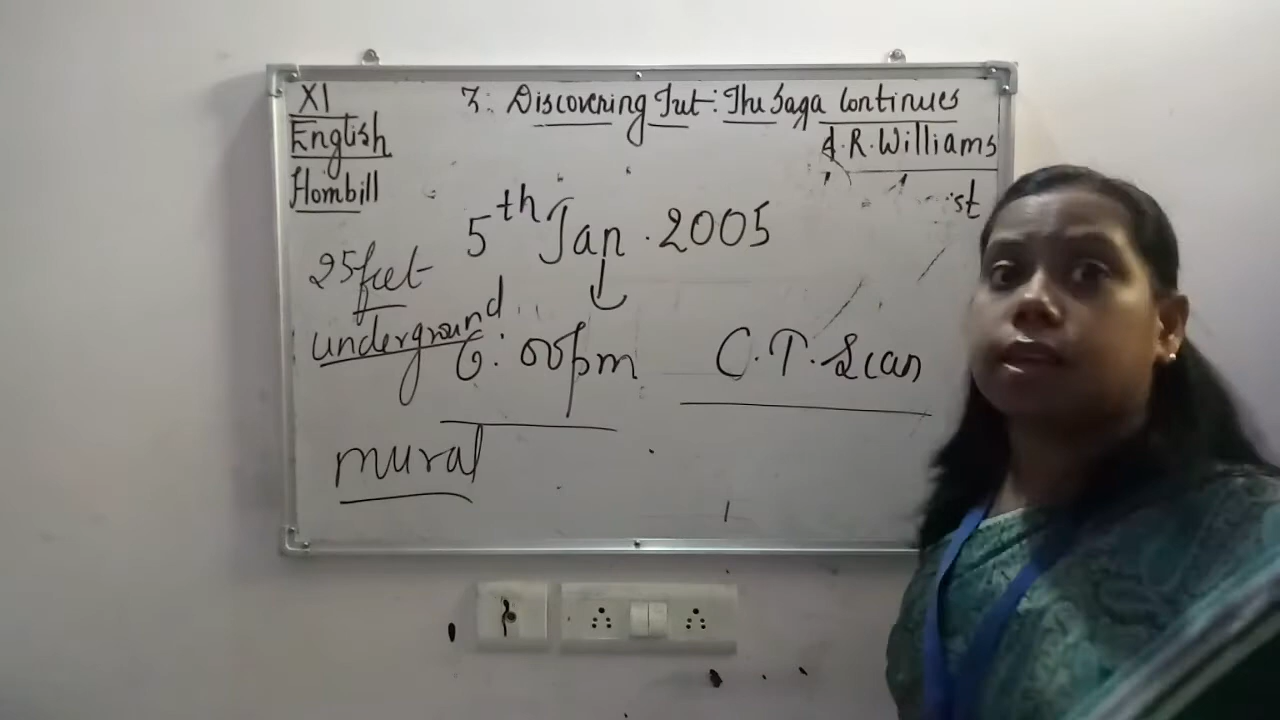 XI
English
Hornbill
3: Discovering Tut: The Saga Continues
A. R. Williams
st
5th Jan. 2005
25 feet
underground
6:00pm
C.T. Scan
mural